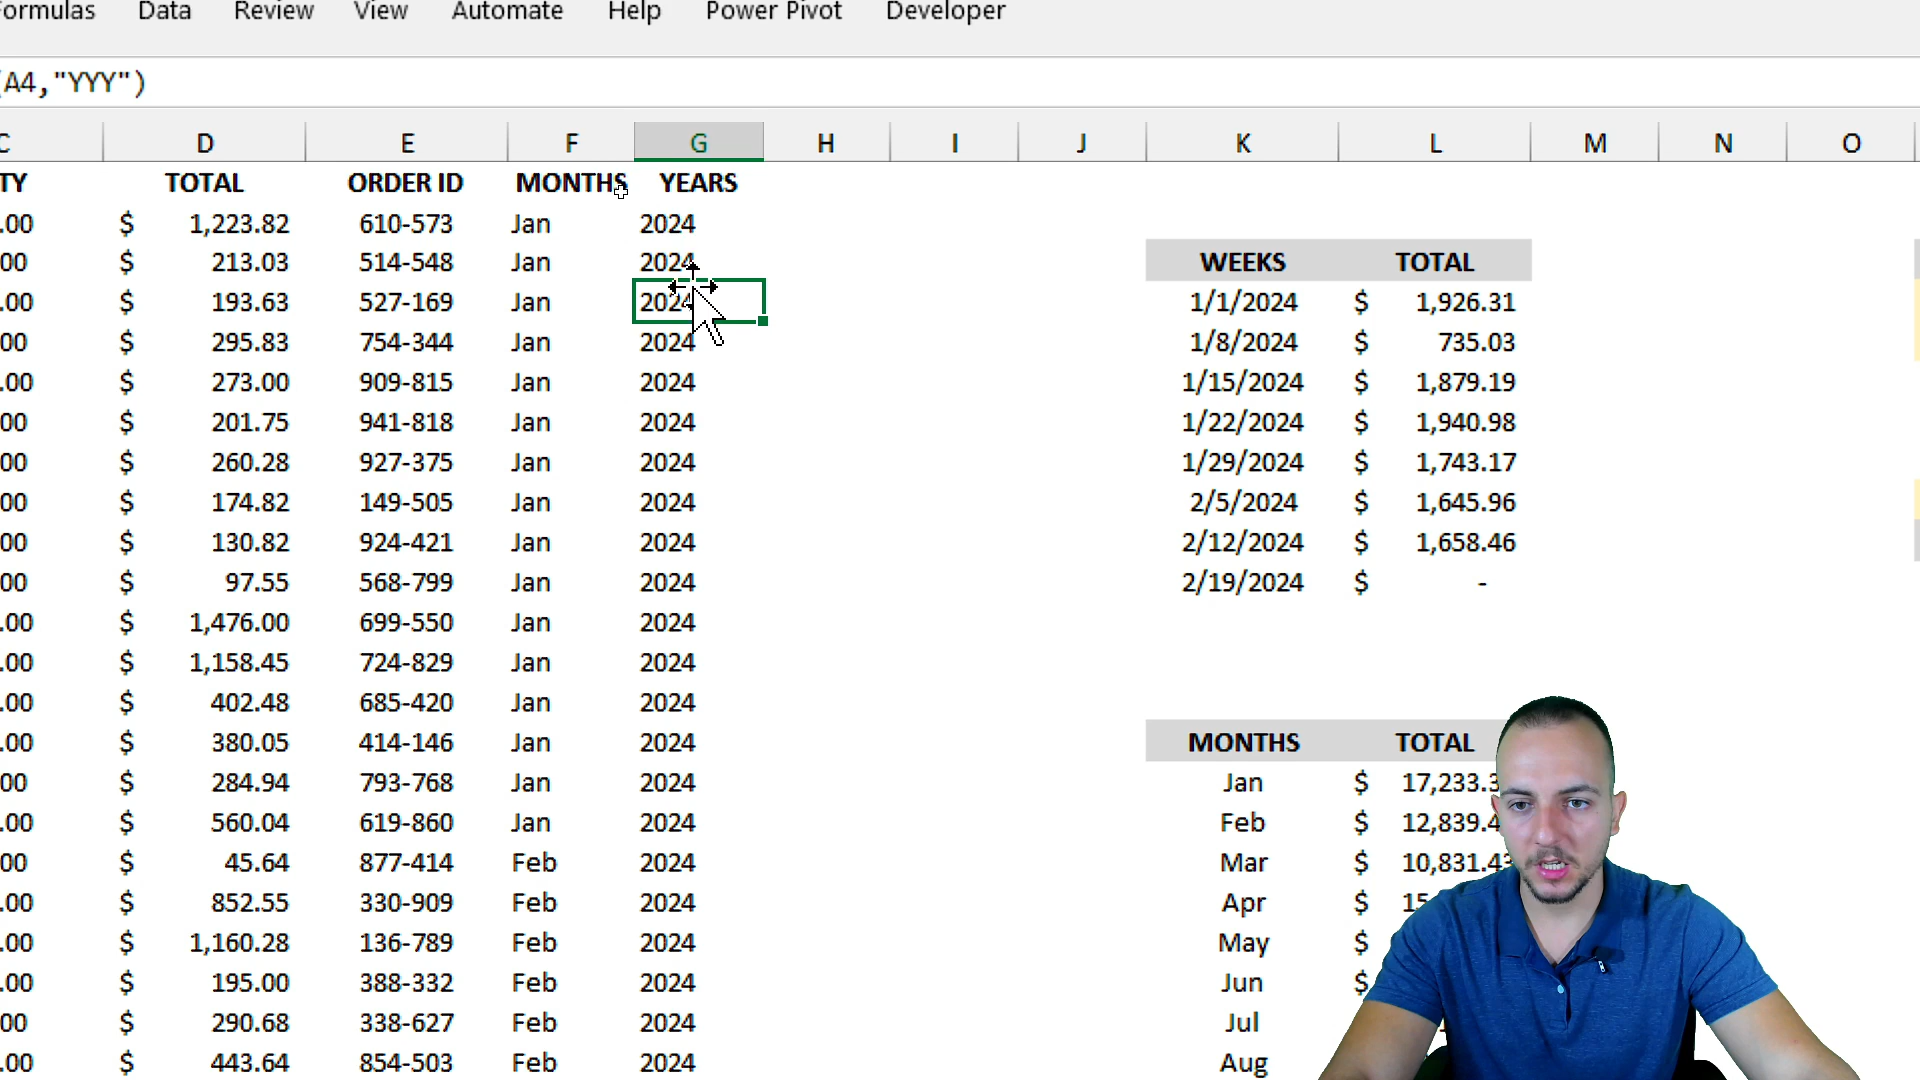 Formulas Data Review View Automate Help Power Pivot Developer
(A4,"YYY")
C D E F G H I J K L M N O
TY TOTAL ORDER ID MONTHS YEARS
.00 $ 1,223.82 610-573 Jan 2024
00 $ 213.03 514-548 Jan 2024 WEEKS TOTAL
.00 $ 193.63 527-169 Jan 2024 1/1/2024 $ 1,926.31
00 $ 295.83 754-344 Jan 2024 1/8/2024 $ 735.03
.00 $ 273.00 909-815 Jan 2024 1/15/2024 $ 1,879.19
00 $ 201.75 941-818 Jan 2024 1/22/2024 $ 1,940.98
00 $ 260.28 927-375 Jan 2024 1/29/2024 $ 1,743.17
00 $ 174.82 149-505 Jan 2024 2/5/2024 $ 1,645.96
00 $ 130.82 924-421 Jan 2024 2/12/2024 $ 1,658.46
00 $ 97.55 568-799 Jan 2024 2/19/2024 $ -
.00 $ 1,476.00 699-550 Jan 2024
.00 $ 1,158.45 724-829 Jan 2024
.00 $ 402.48 685-420 Jan 2024
.00 $ 380.05 414-146 Jan 2024 MONTHS TOTAL
00 $ 284.94 793-768 Jan 2024 Jan $ 17,233.3
.00 $ 560.04 619-860 Jan 2024 Feb $ 12,839.4
00 $ 45.64 877-414 Feb 2024 Mar $ 10,831.43
.00 $ 852.55 330-909 Feb 2024 Apr $ 15
.00 $ 1,160.28 136-789 Feb 2024 May $
.00 $ 195.00 388-332 Feb 2024 Jun $
00 $ 290.68 338-627 Feb 2024 Jul
.00 $ 443.64 854-503 Feb 2024 Aug